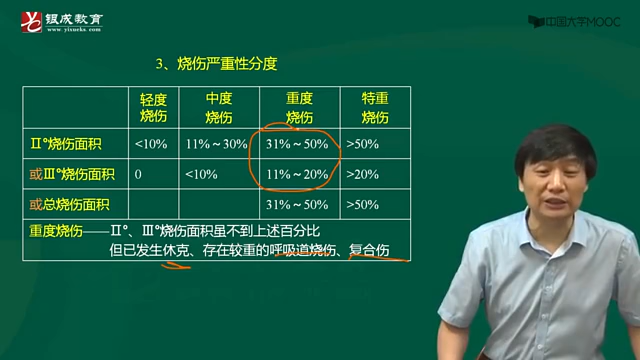 银成教育
www.yixueks.com
中国大学MOOC
3、烧伤严重性分度
轻度烧伤 中度烧伤 重度烧伤 特重烧伤
Ⅱ°烧伤面积 <10% 11%～30% 31%～50% >50%
或Ⅲ°烧伤面积 0 <10% 11%～20% >20%
或总烧伤面积 31%～50% >50%
重度烧伤——Ⅱ°、Ⅲ°烧伤面积虽不到上述百分比
但已发生休克、存在较重的呼吸道烧伤、复合伤